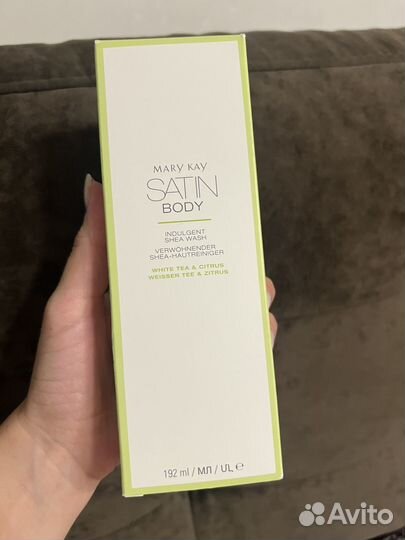 MARY KAY
SATIN
BODY
INDULGENT
SHEA WASH
VERWÖHNENDER
SHEA-HAUTREINIGER
WHITE TEA & CITRUS
WEISSER TEE & ZITRUS
192 ml / МЛ / UL ℮
Avito